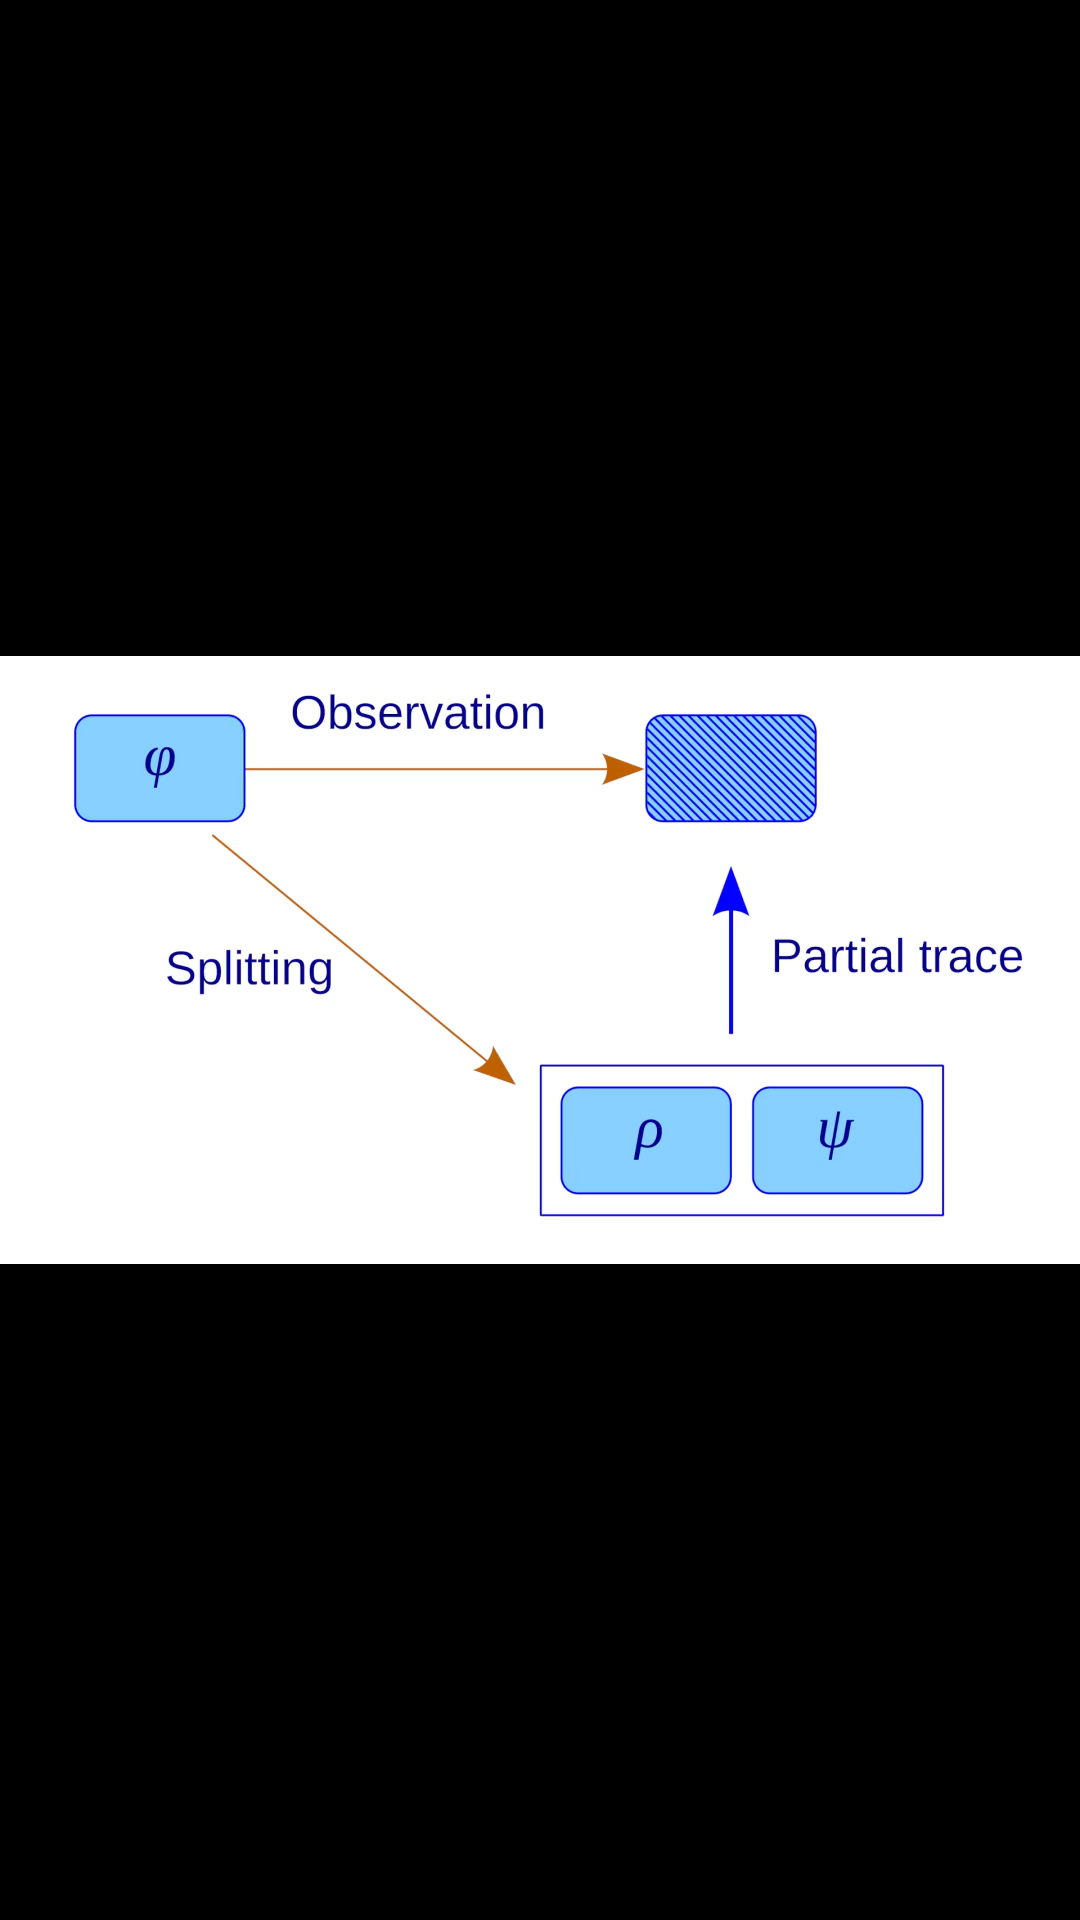 Observation
φ
Splitting
Partial trace
ρ
ψ